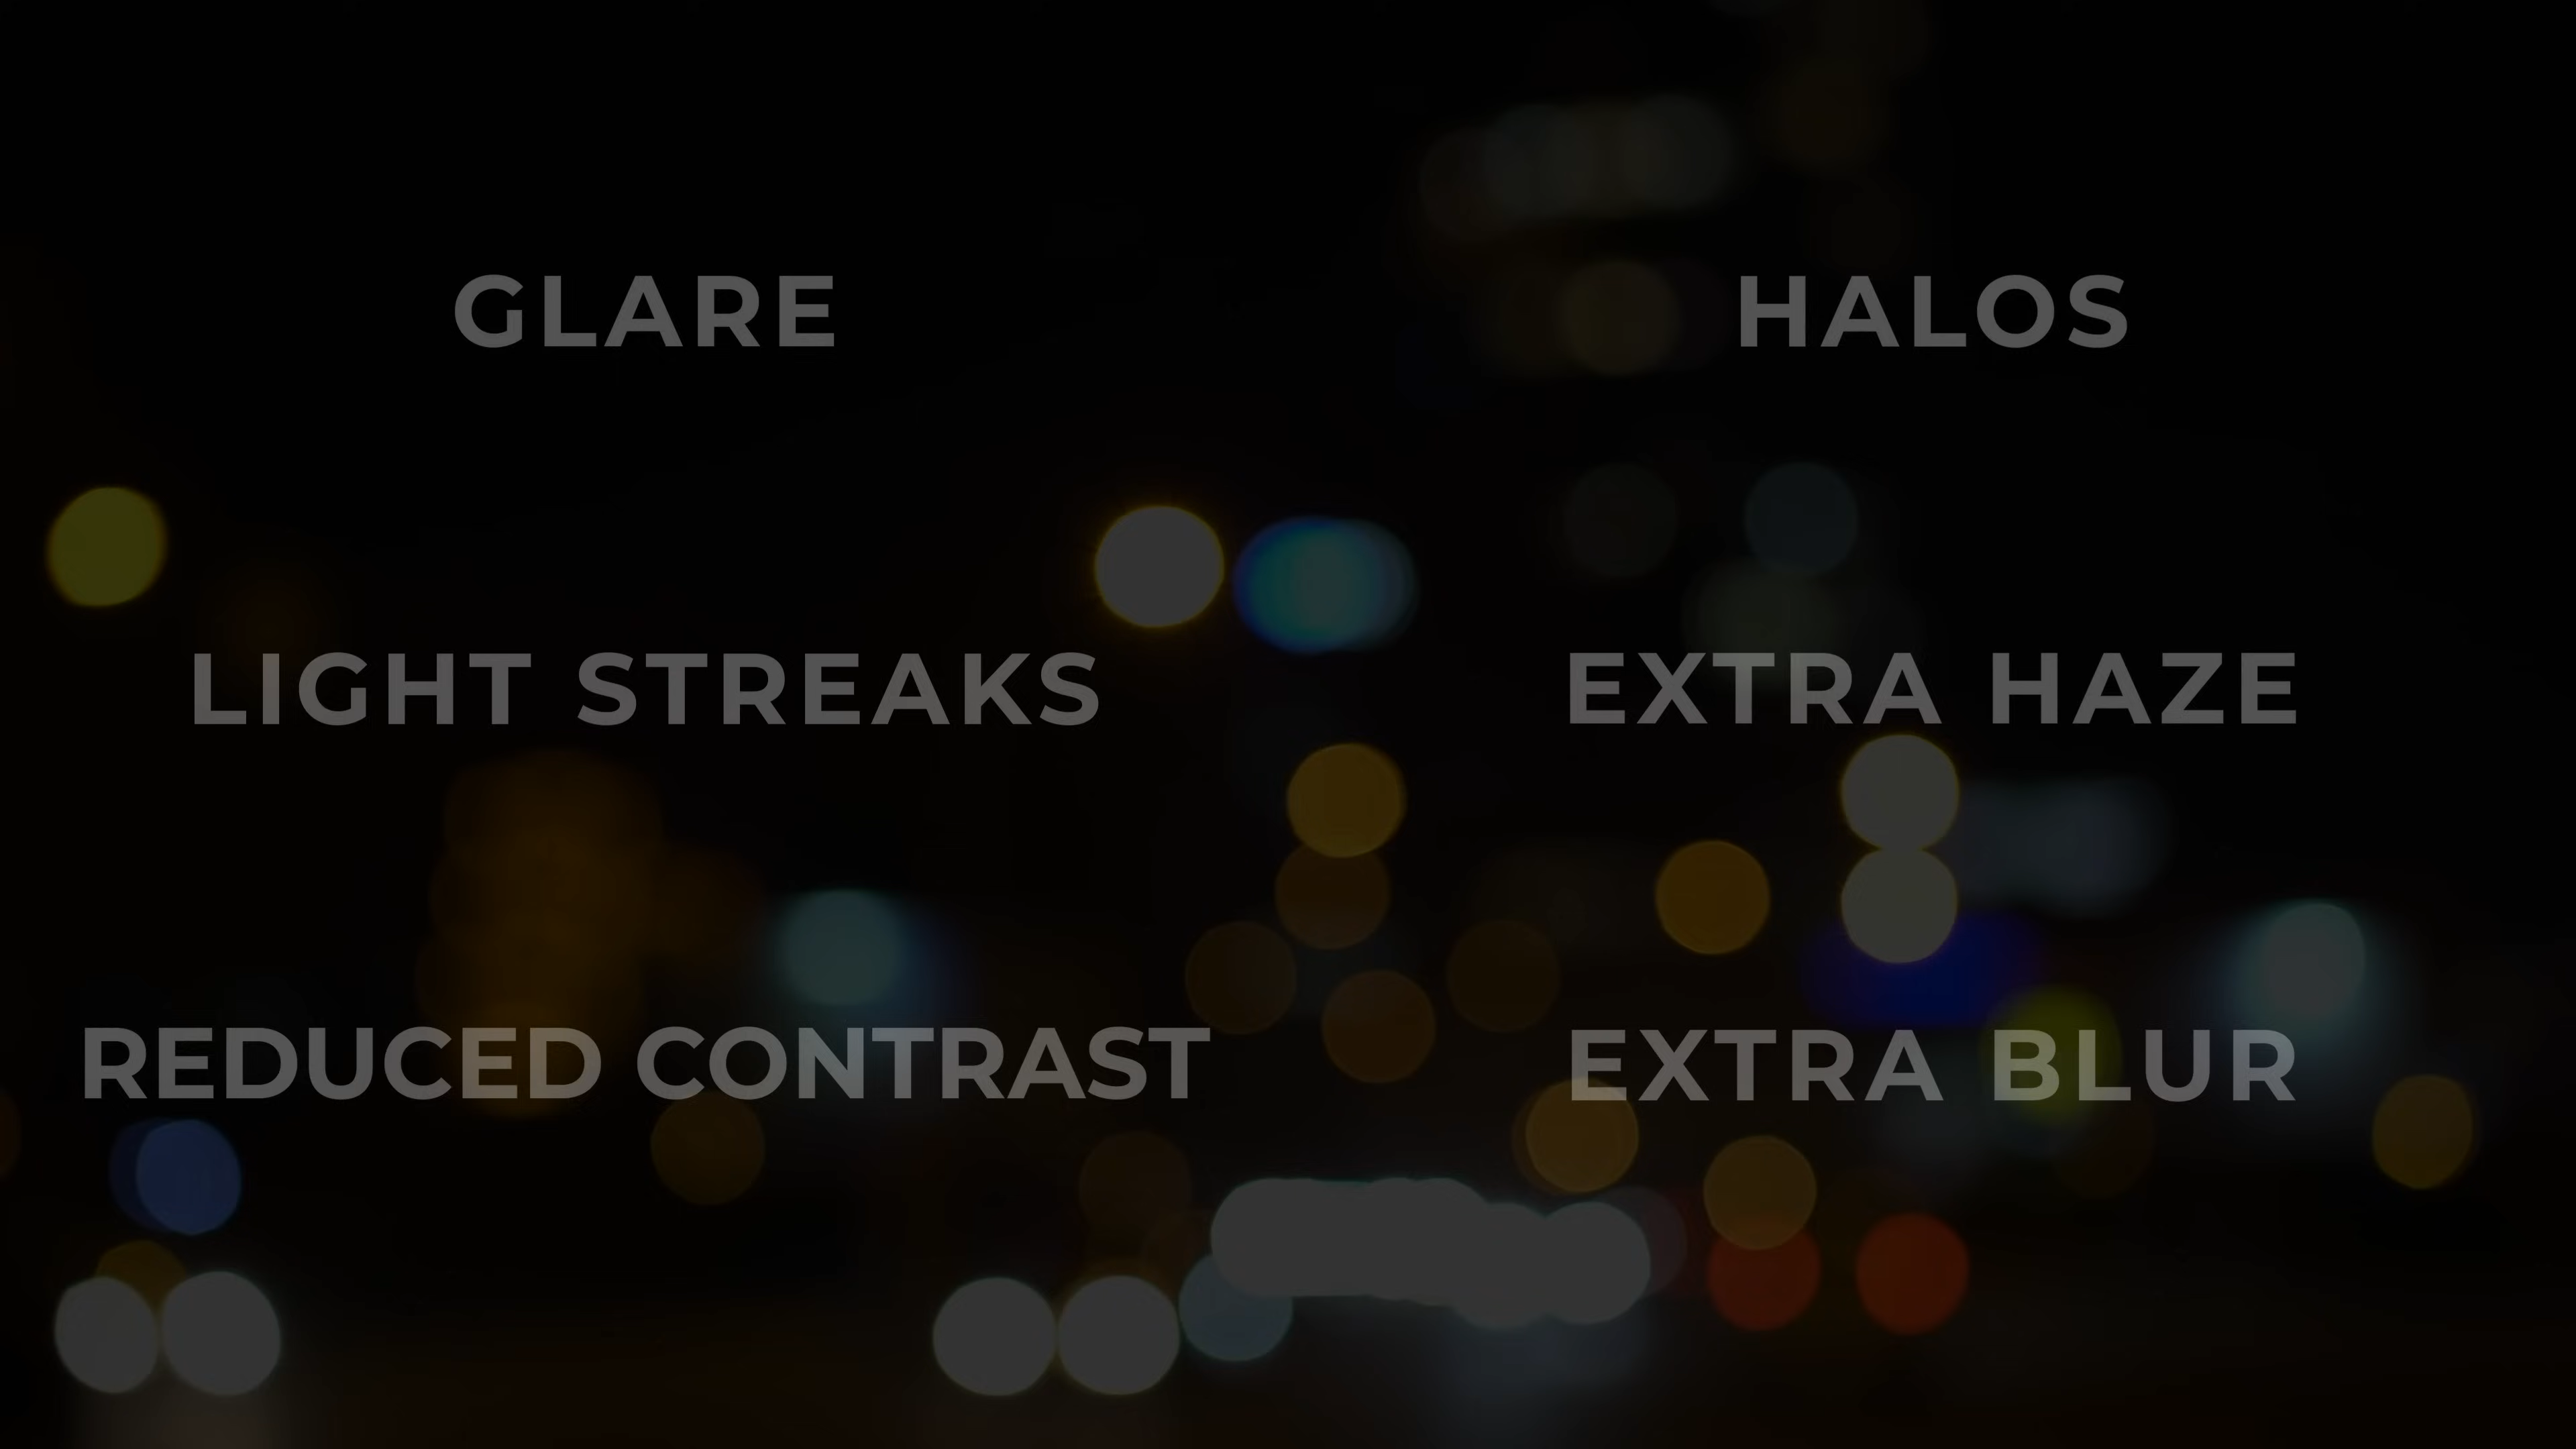 GLARE
HALOS
LIGHT STREAKS
EXTRA HAZE
REDUCED CONTRAST
EXTRA BLUR